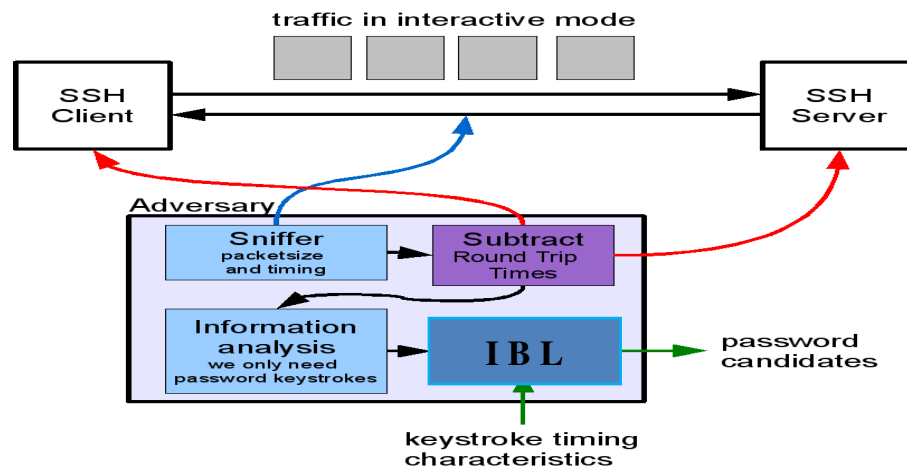 traffic in interactive mode
SSH
Client
SSH
Server
Adversary
Sniffer
packetsize
and timing
Subtract
Round Trip
Times
Information
analysis
we only need
password keystrokes
I B L
password
candidates
keystroke timing
characteristics